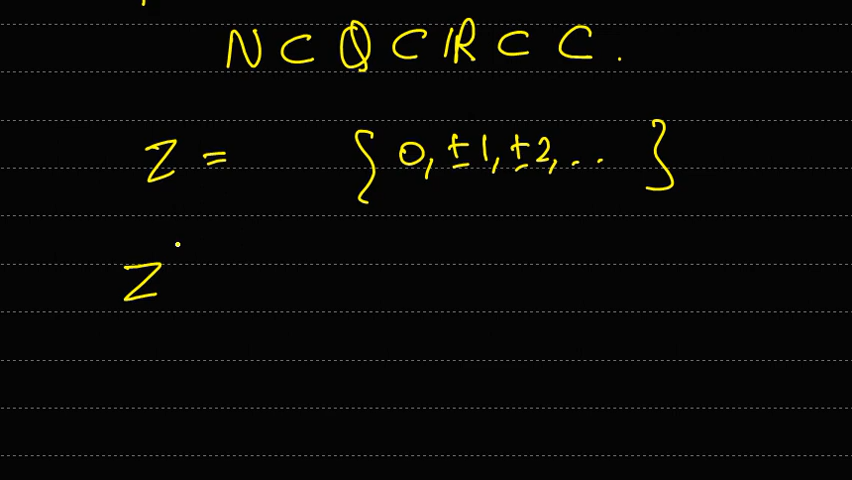 N ⊂ Q ⊂ ℝ ⊂ C.
Z = { 0, ±1, ±2, ... }
Z